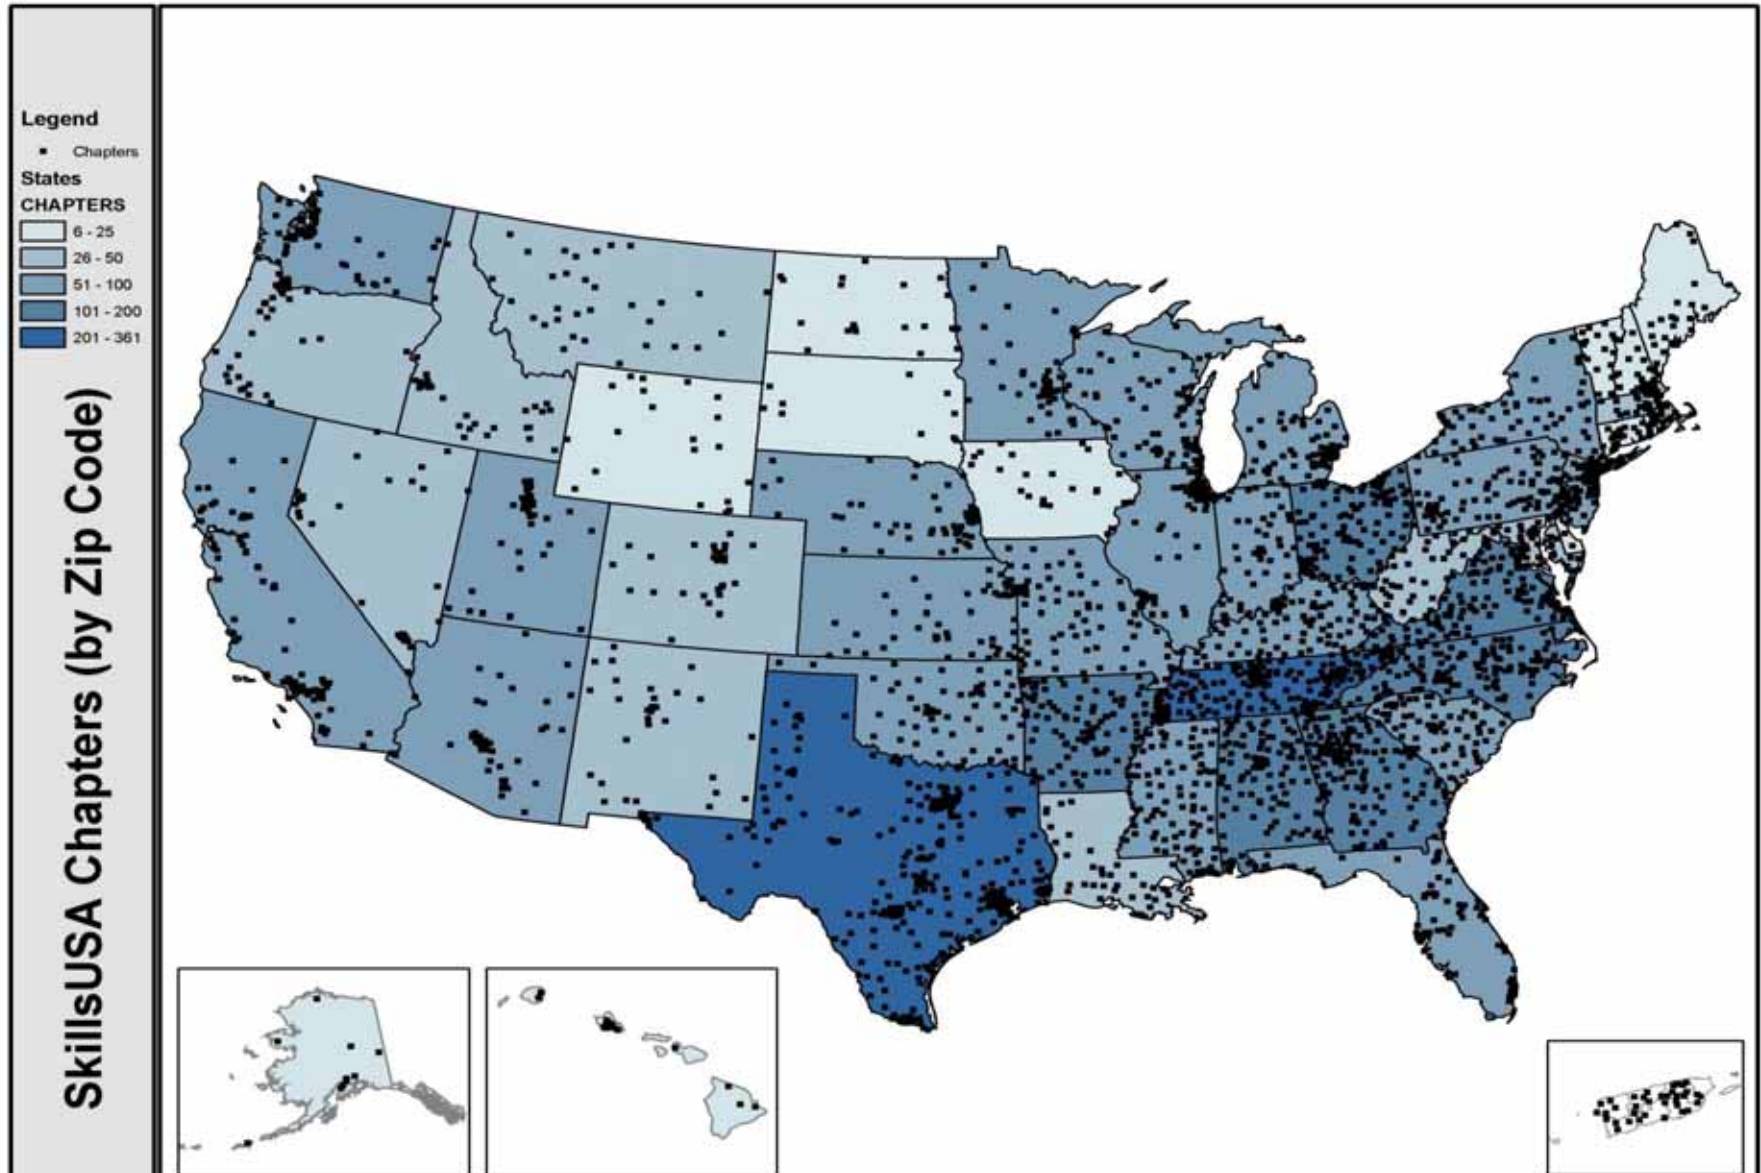 Legend
Chapters
States
CHAPTERS
6 - 25
26 - 50
51 - 100
101 - 200
201 - 361
SkillsUSA Chapters (by Zip Code)